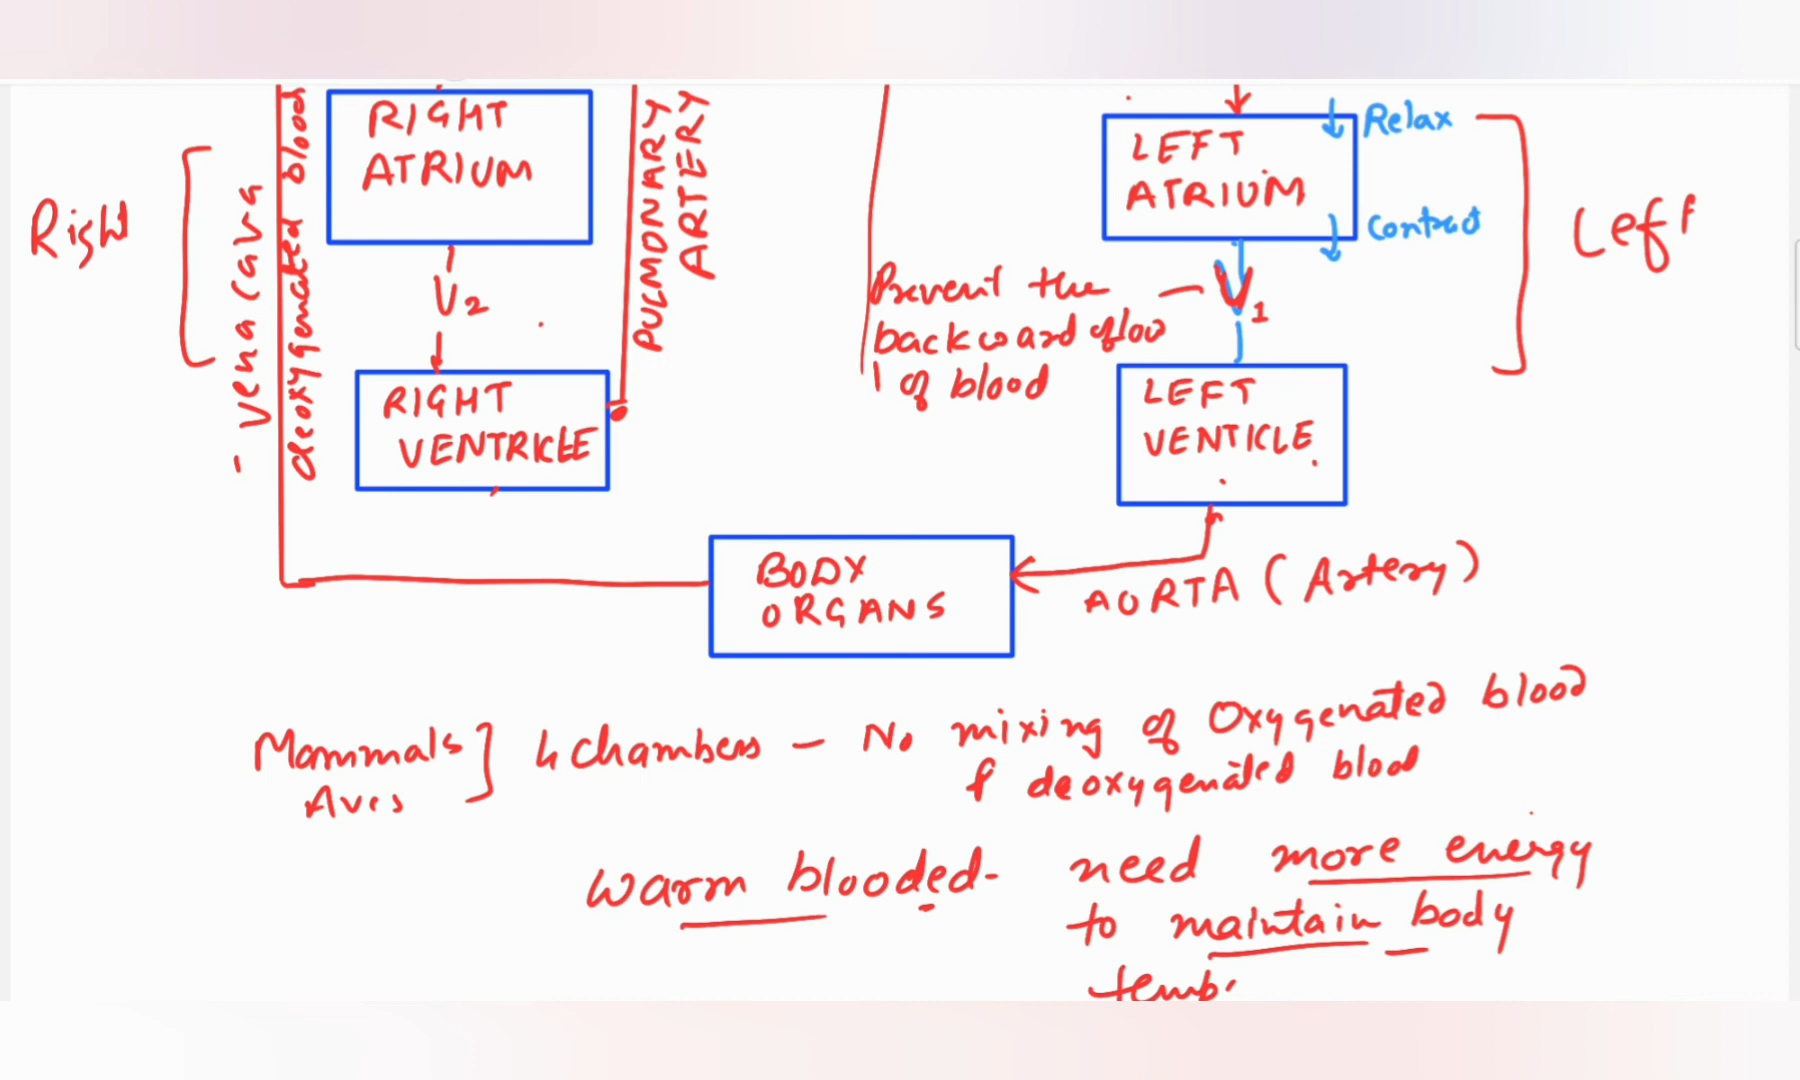 RIGHT
ATRIUM
PULMONARY
ARTERY
LEFT
ATRIUM
Relax
Contract
Right
- vena cava
deoxygenated blood
V2
Left
Prevent the
backward flow
of blood
V1
RIGHT
VENTRICLE
LEFT
VENTICLE
BODY
ORGANS
AORTA (Artery)
Mammals
Aves
4 Chambers - No mixing of Oxygenated blood
& deoxygenated blood
Warm blooded - need more energy
to maintain body
temp.